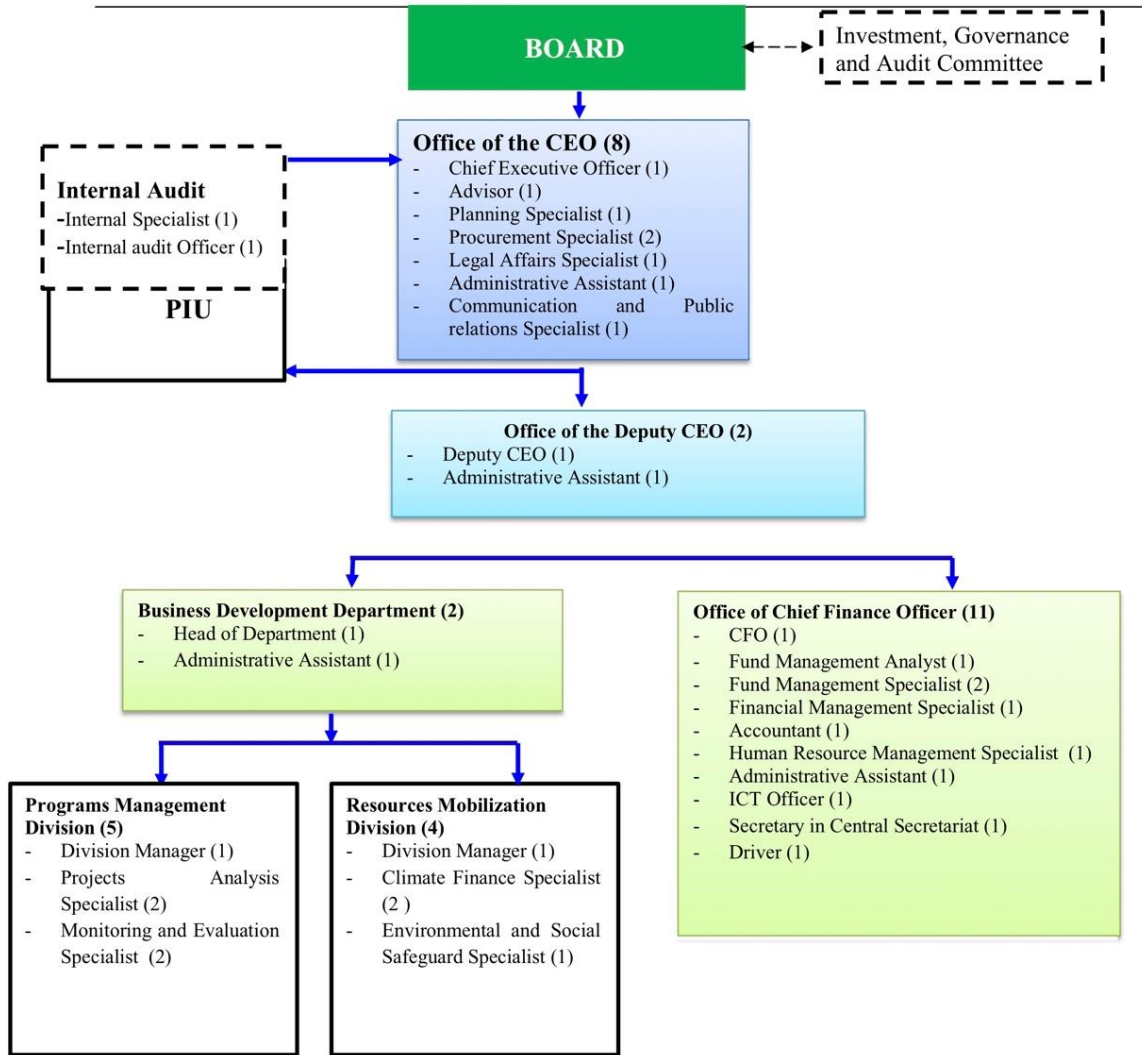 BOARD
Investment, Governance
and Audit Committee
Office of the CEO (8)
- Chief Executive Officer (1)
- Advisor (1)
- Planning Specialist (1)
- Procurement Specialist (2)
- Legal Affairs Specialist (1)
- Administrative Assistant (1)
- Communication and Public
relations Specialist (1)
Internal Audit
-Internal Specialist (1)
-Internal audit Officer (1)
PIU
Office of the Deputy CEO (2)
- Deputy CEO (1)
- Administrative Assistant (1)
Business Development Department (2)
- Head of Department (1)
- Administrative Assistant (1)
Office of Chief Finance Officer (11)
- CFO (1)
- Fund Management Analyst (1)
- Fund Management Specialist (2)
- Financial Management Specialist (1)
- Accountant (1)
- Human Resource Management Specialist (1)
- Administrative Assistant (1)
- ICT Officer (1)
- Secretary in Central Secretariat (1)
- Driver (1)
Programs Management
Division (5)
- Division Manager (1)
- Projects Analysis
Specialist (2)
- Monitoring and Evaluation
Specialist (2)
Resources Mobilization
Division (4)
- Division Manager (1)
- Climate Finance Specialist
(2 )
- Environmental and Social
Safeguard Specialist (1)